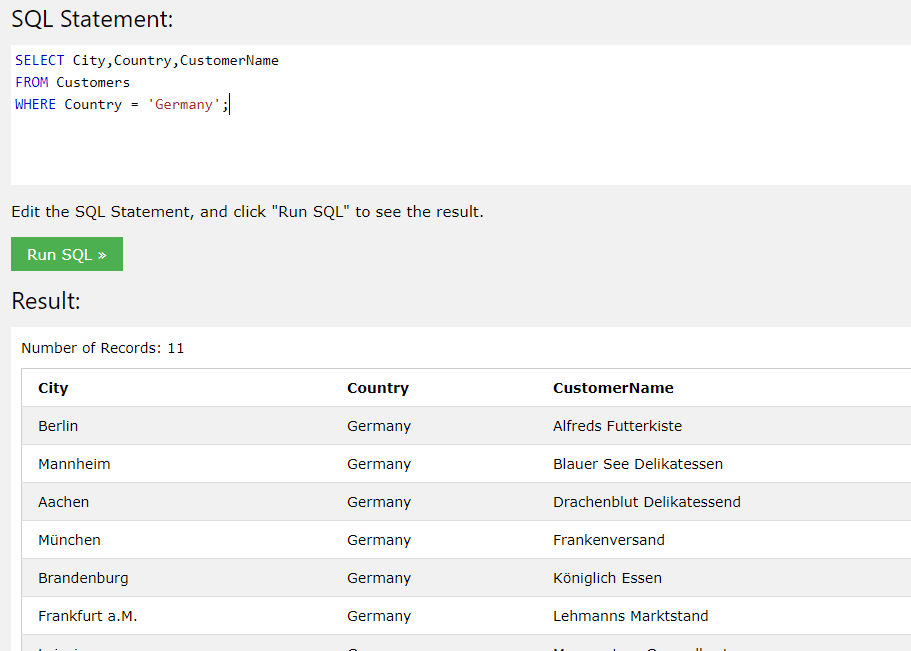 SQL Statement:
SELECT City,Country,CustomerName
FROM Customers
WHERE Country = 'Germany';
Edit the SQL Statement, and click "Run SQL" to see the result.
Run SQL »
Result:
Number of Records: 11
City Country CustomerName
Berlin Germany Alfreds Futterkiste
Mannheim Germany Blauer See Delikatessen
Aachen Germany Drachenblut Delikatessend
München Germany Frankenversand
Brandenburg Germany Königlich Essen
Frankfurt a.M. Germany Lehmanns Marktstand